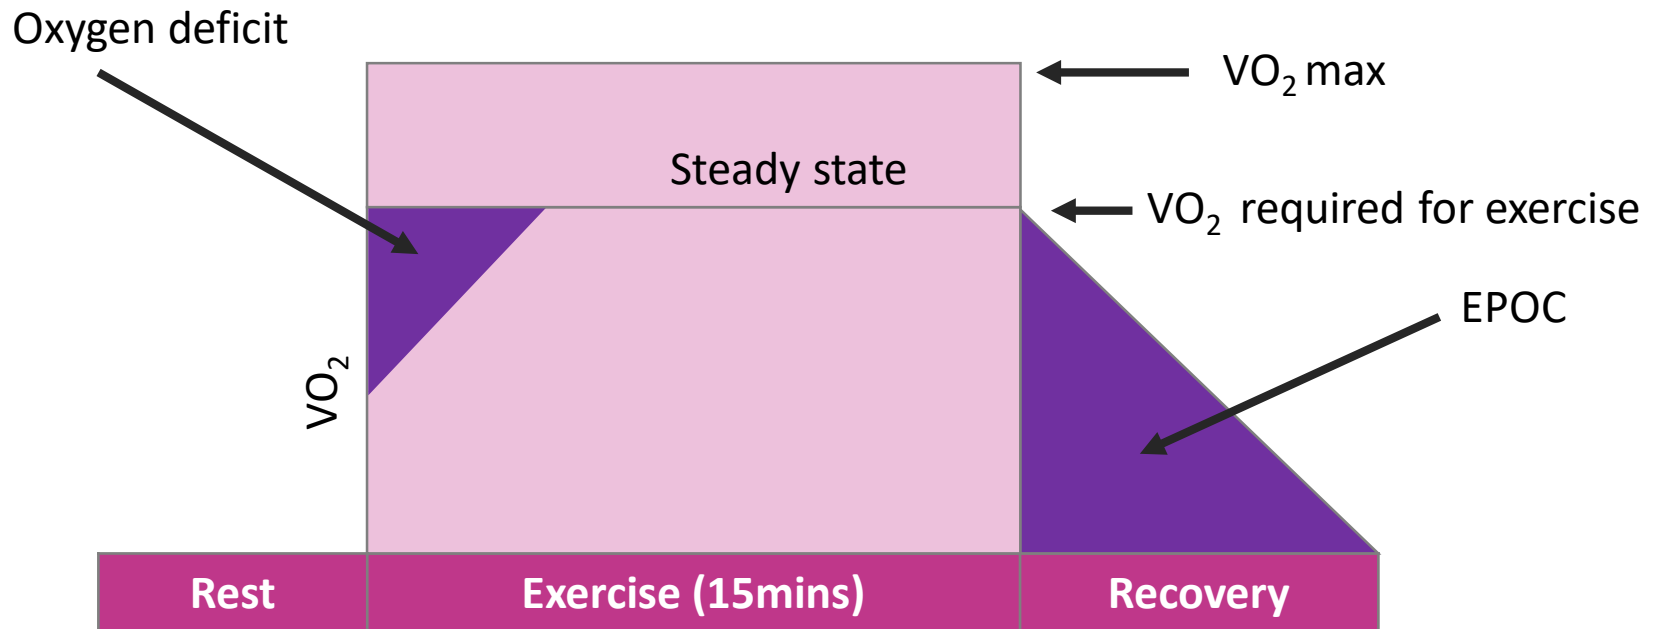 Oxygen deficit
VO₂ max
Steady state
VO₂ required for exercise
EPOC
VO₂
Rest
Exercise (15mins)
Recovery